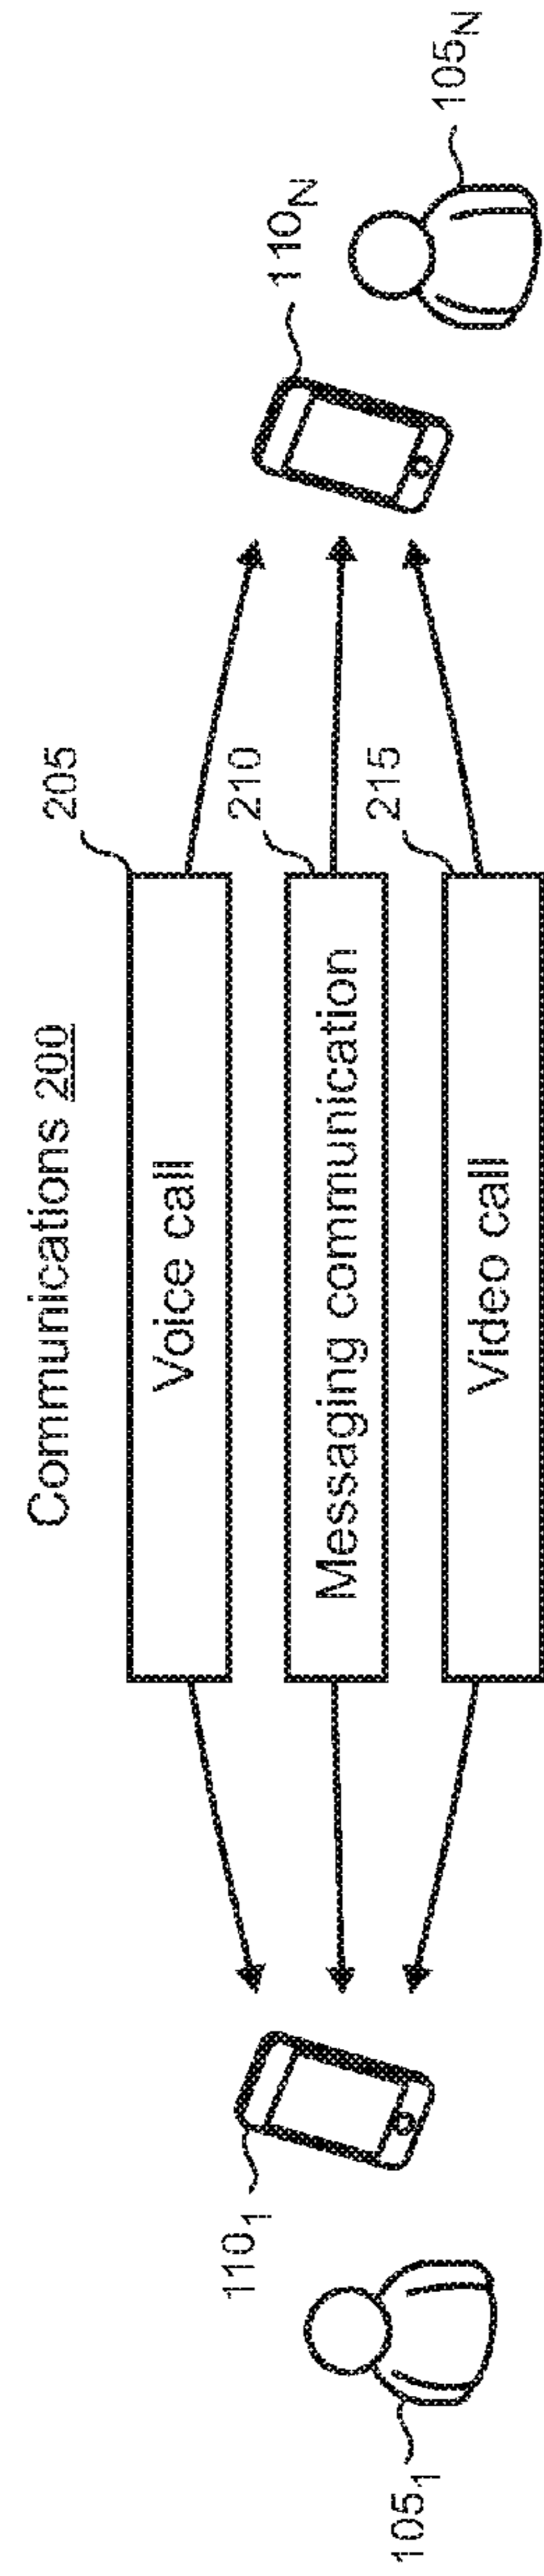 Communications 200
205
Voice call
210
Messaging communication
215
Video call
110₁
105₁
110N
105N